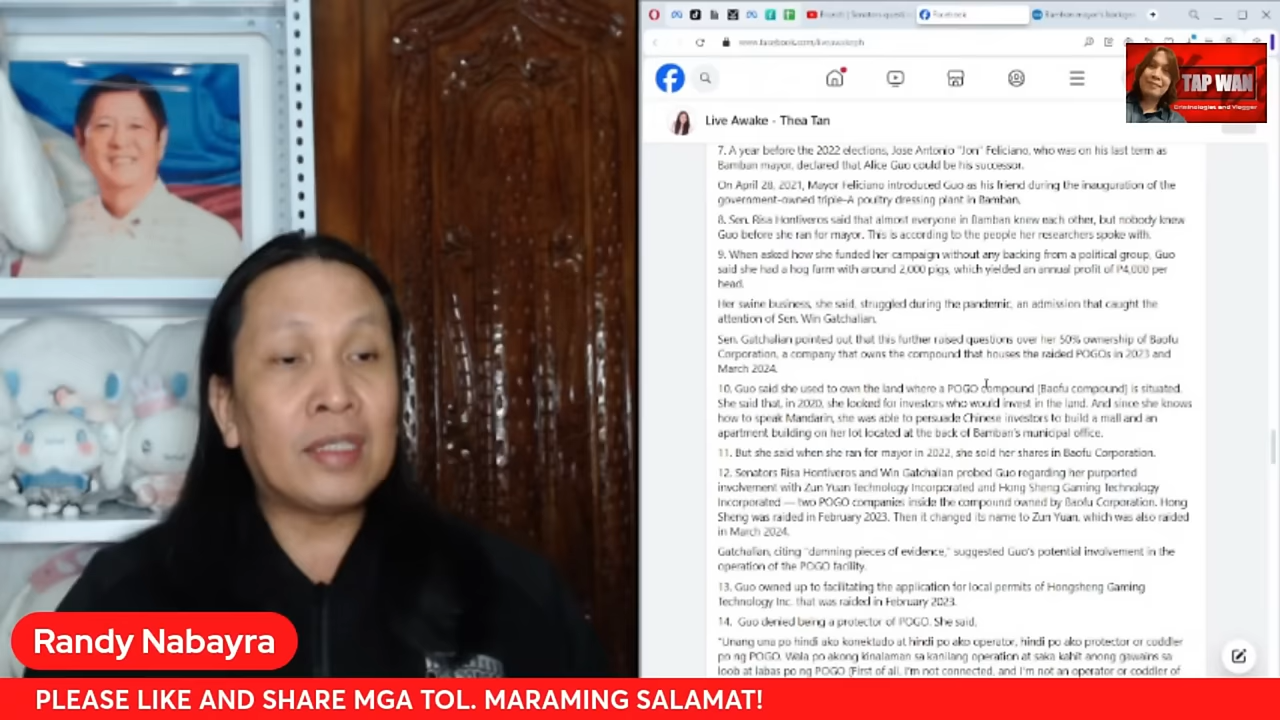 Live Awake - Thea Tan
TAP WAN
Criminologist and Vlogger
7. A year before the 2022 elections, Jose Antonio "Jon" Feliciano, who was on his last term as
Bamban mayor, declared that Alice Guo could be his successor.
On April 28, 2021, Mayor Feliciano introduced Guo as his friend during the inauguration of the
government-owned triple-A poultry dressing plant in Bamban.
8. Sen. Risa Hontiveros said that almost everyone in Bamban knew each other, but nobody knew
Guo before she ran for mayor. This is according to the people her researchers spoke with.
9. When asked how she funded her campaign without any backing from a political group, Guo
said she had a hog farm with around 2,000 pigs, which yielded an annual profit of P4,000 per
head.
Her swine business, she said, struggled during the pandemic, an admission that caught the
attention of Sen. Win Gatchalian.
Sen. Gatchalian pointed out that this further raised questions over her 50% ownership of Baofu
Corporation, a company that owns the compound that houses the raided POGOs in 2023 and
March 2024.
10. Guo said she used to own the land where a POGO compound (Baofu compound) is situated.
She said that, in 2020, she looked for investors who would invest in the land. And since she knows
how to speak Mandarin, she was able to persuade Chinese investors to build a mall and an
apartment building on her lot located at the back of Bamban's municipal office.
11. But she said when she ran for mayor in 2022, she sold her shares in Baofu Corporation.
12. Senators Risa Hontiveros and Win Gatchalian probed Guo regarding her purported
involvement with Zun Yuan Technology Incorporated and Hong Sheng Gaming Technology
Incorporated — two POGO companies inside the compound owned by Baofu Corporation. Hong
Sheng was raided in February 2023. Then it changed its name to Zun Yuan, which was also raided
in March 2024.
Gatchalian, citing "damning pieces of evidence," suggested Guo's potential involvement in the
operation of the POGO facility.
13. Guo owned up to facilitating the application for local permits of Hongsheng Gaming
Technology Inc. that was raided in February 2023.
14. Guo denied being a protector of POGO. She said,
"Unang una po hindi ako konektado at hindi po ako operator, hindi po ako protector or coddler
po ng POGO. Wala po akong kinalaman sa kanilang operation at saka kahit anong gawains sa
loob at labas po ng POGO (First of all, I'm not connected, and I'm not an operator or coddler of
Randy Nabayra
PLEASE LIKE AND SHARE MGA TOL. MARAMING SALAMAT!